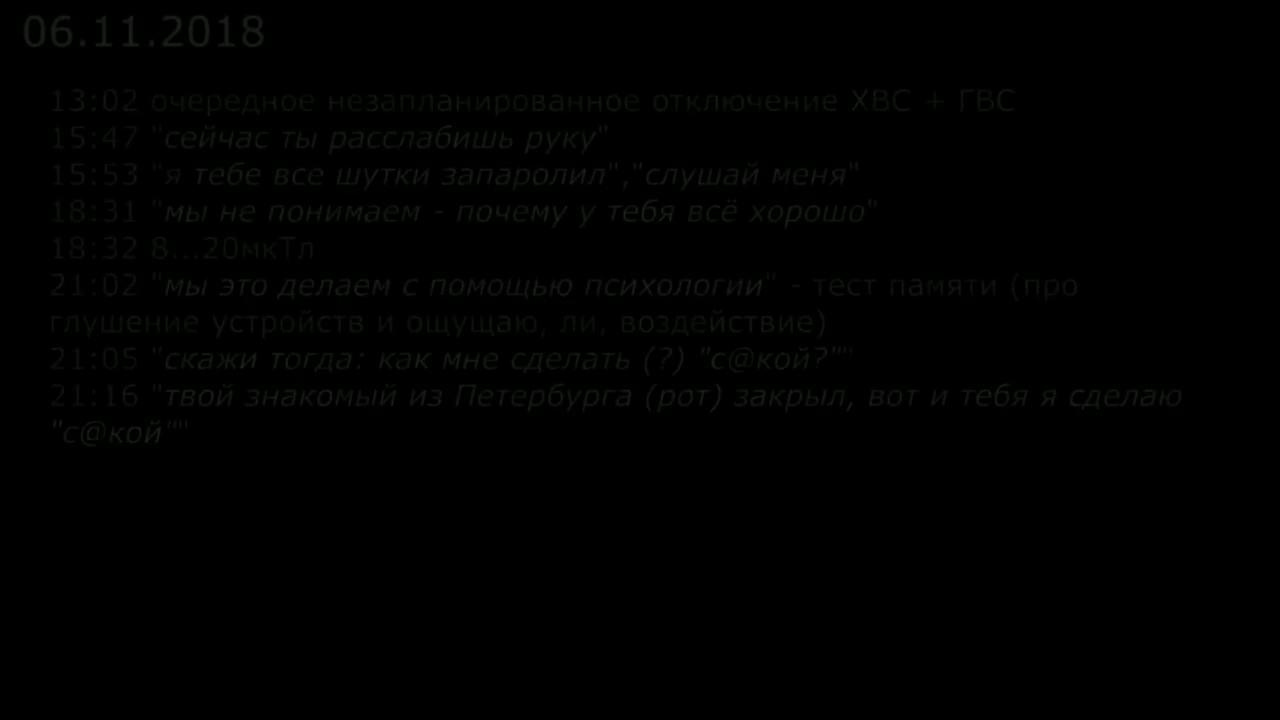 06.11.2018
13:02 очередное незапланированное отключение ХВС + ГВС
15:47 "сейчас ты расслабишь руку"
15:53 "я тебе все шутки запаролил","слушай меня"
18:31 "мы не понимаем - почему у тебя всё хорошо"
18:32 8...20мкТл
21:02 "мы это делаем с помощью психологии" - тест памяти (про
глушение устройств и ощущаю, ли, воздействие)
21:05 "скажи тогда: как мне сделать (?) "с@кой?""
21:16 "твой знакомый из Петербурга (рот) закрыл, вот и тебя я сделаю
"с@кой""